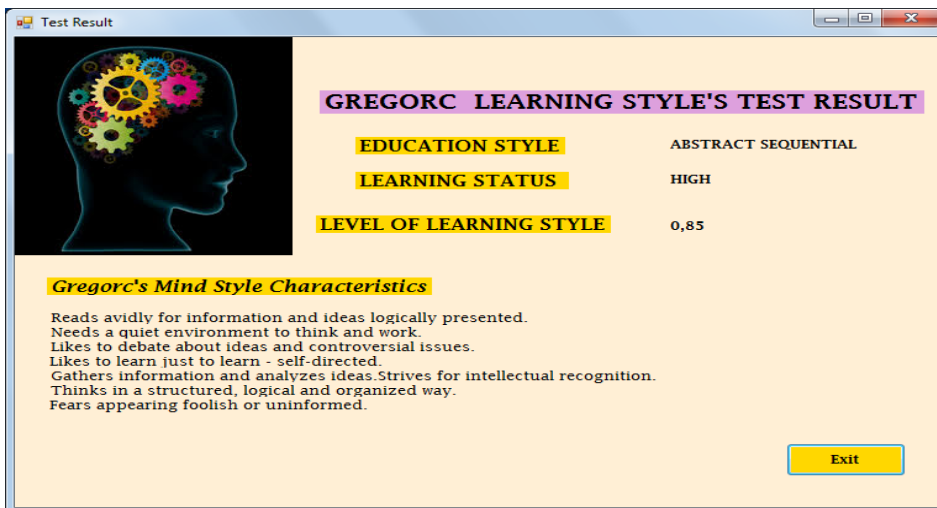 Test Result
GREGORC LEARNING STYLE'S TEST RESULT
EDUCATION STYLE ABSTRACT SEQUENTIAL
LEARNING STATUS HIGH
LEVEL OF LEARNING STYLE 0,85
Gregorc's Mind Style Characteristics
Reads avidly for information and ideas logically presented.
Needs a quiet environment to think and work.
Likes to debate about ideas and controversial issues.
Likes to learn just to learn - self-directed.
Gathers information and analyzes ideas.Strives for intellectual recognition.
Thinks in a structured, logical and organized way.
Fears appearing foolish or uninformed.
Exit